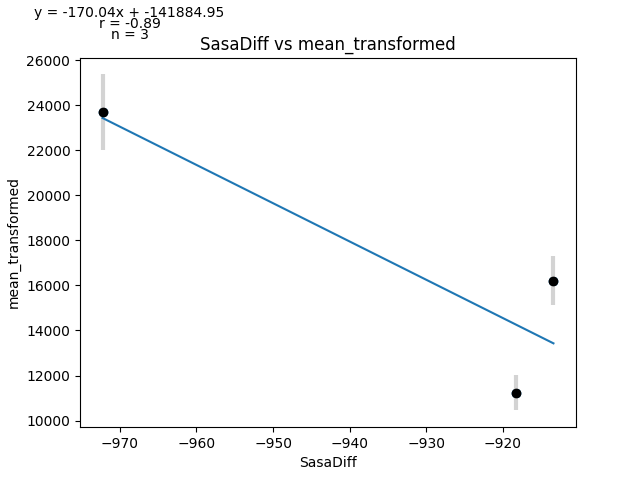 y = -170.04x + -141884.95
r = -0.89
n = 3
SasaDiff vs mean_transformed
26000
24000
22000
20000
18000
16000
14000
12000
10000
mean_transformed
−970 −960 −950 −940 −930 −920
SasaDiff